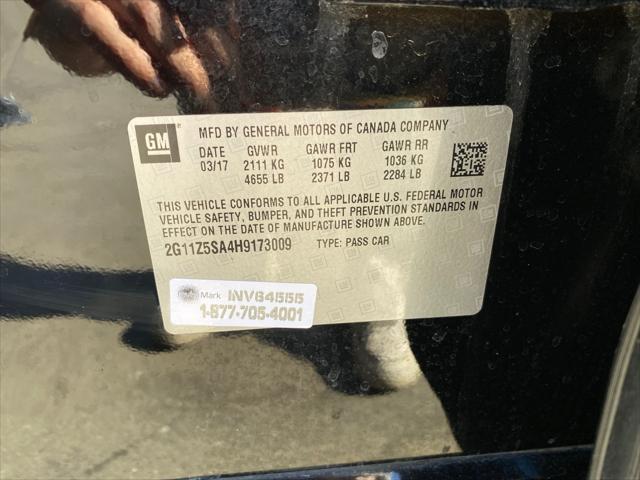 GM
MFD BY GENERAL MOTORS OF CANADA COMPANY
DATE GVWR GAWR FRT GAWR RR
03/17 2111 KG 1075 KG 1036 KG
4655 LB 2371 LB 2284 LB
THIS VEHICLE CONFORMS TO ALL APPLICABLE U.S. FEDERAL MOTOR
VEHICLE SAFETY, BUMPER, AND THEFT PREVENTION STANDARDS IN
EFFECT ON THE DATE OF MANUFACTURE SHOWN ABOVE.
2G11Z5SA4H9173009 TYPE: PASS CAR
Mark INV64555
1-877-705-4001